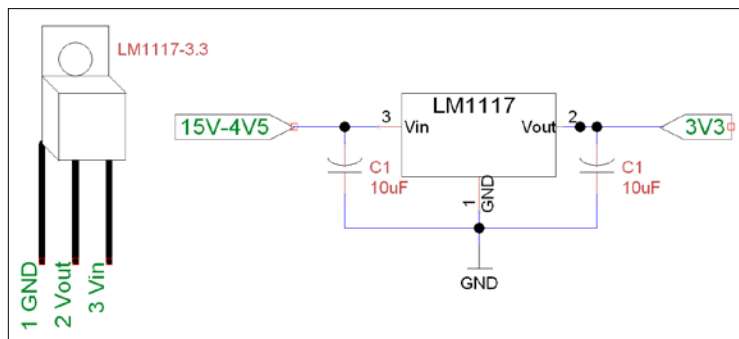 LM1117-3.3
1 GND
2 Vout
3 Vin
15V-4V5
3
Vin
LM1117
Vout
2
3V3
C1
10uF
1
GND
C1
10uF
GND